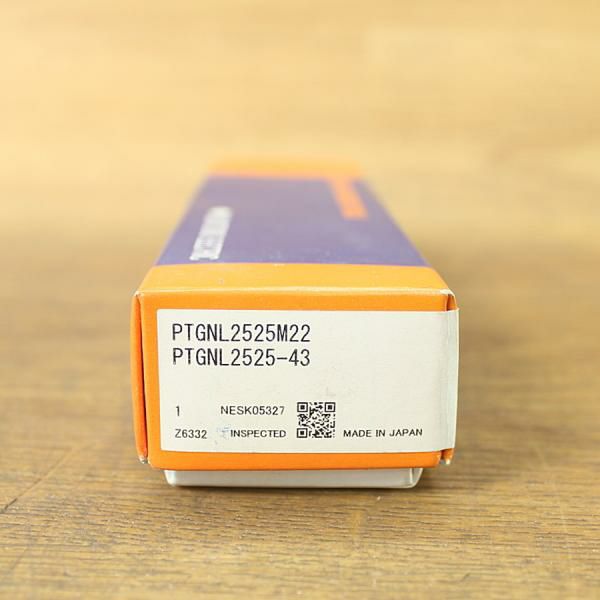 PTGNL2525M22
PTGNL2525-43
1 NESK05327
Z6332 INSPECTED MADE IN JAPAN